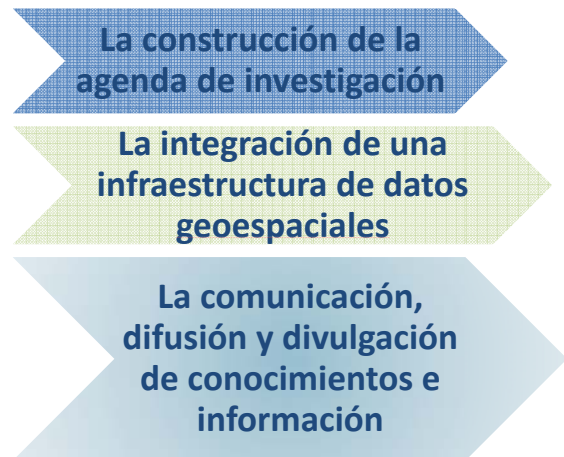 La construcción de la
agenda de investigación
La integración de una
infraestructura de datos
geoespaciales
La comunicación,
difusión y divulgación
de conocimientos e
información